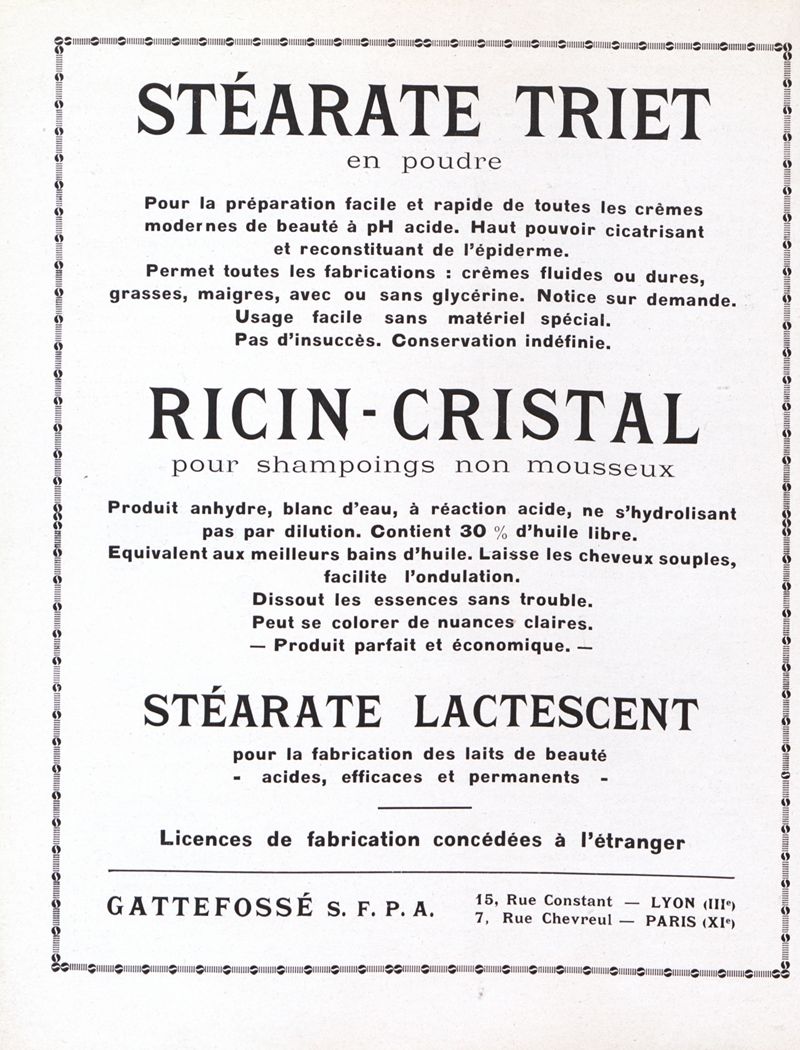 STÉARATE TRIET
en poudre
Pour la préparation facile et rapide de toutes les crêmes
modernes de beauté à pH acide. Haut pouvoir cicatrisant
et reconstituant de l'épiderme.
Permet toutes les fabrications : crêmes fluides ou dures,
grasses, maigres, avec ou sans glycérine. Notice sur demande.
Usage facile sans matériel spécial.
Pas d'insuccès. Conservation indéfinie.
RICIN-CRISTAL
pour shampoings non mousseux
Produit anhydre, blanc d'eau, à réaction acide, ne s'hydrolisant
pas par dilution. Contient 30 % d'huile libre.
Equivalent aux meilleurs bains d'huile. Laisse les cheveux souples,
facilite l'ondulation.
Dissout les essences sans trouble.
Peut se colorer de nuances claires.
— Produit parfait et économique. —
STÉARATE LACTESCENT
pour la fabrication des laits de beauté
- acides, efficaces et permanents -
Licences de fabrication concédées à l'étranger
GATTEFOSSÉ S. F. P. A.
15, Rue Constant — LYON (IIIe)
7, Rue Chevreul — PARIS (XIe)